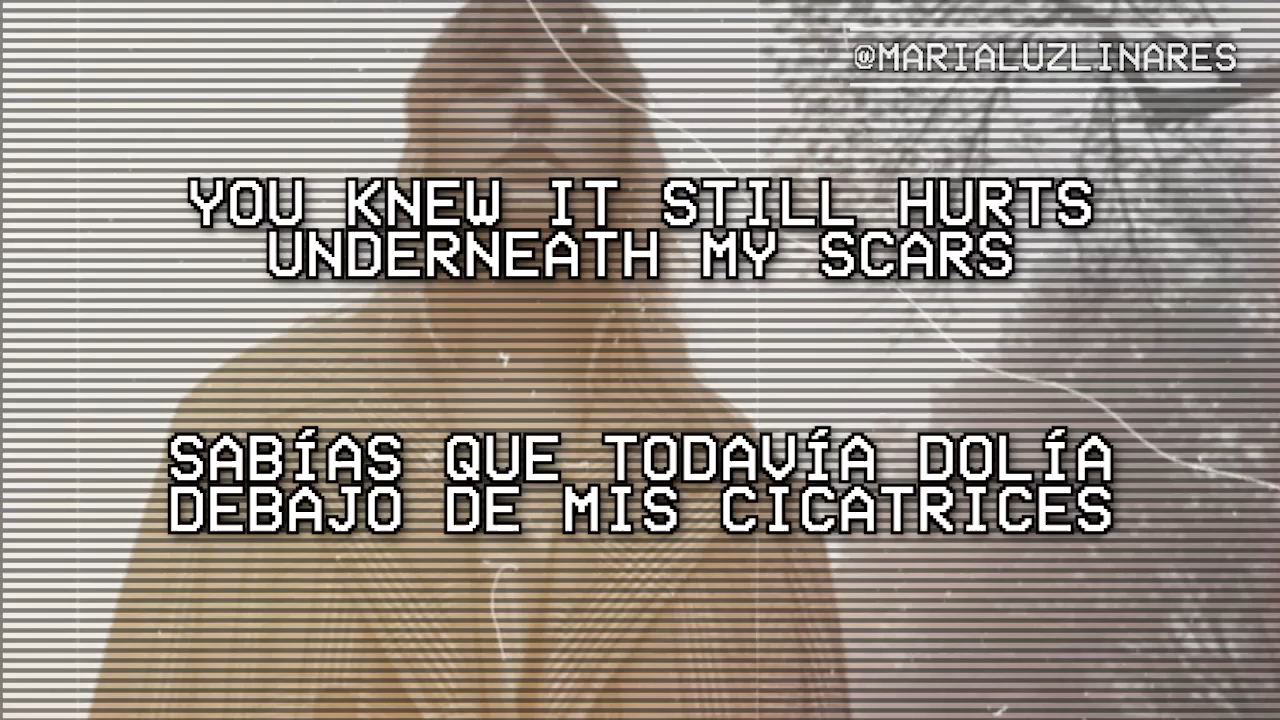 @MARIALUZLINARES
YOU KNEW IT STILL HURTS
UNDERNEATH MY SCARS
SABÍAS QUE TODAVÍA DOLÍA
DEBAJO DE MIS CICATRICES